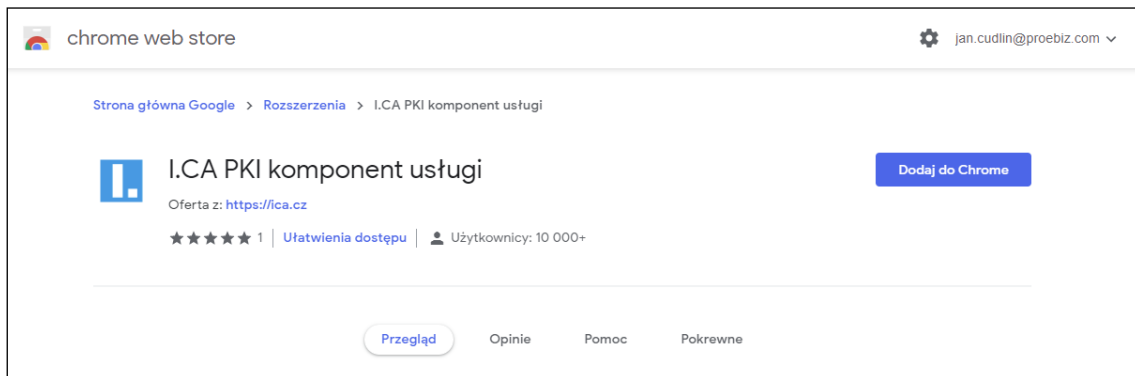 chrome web store
jan.cudlin@proebiz.com
Strona główna Google > Rozszerzenia > I.CA PKI komponent usługi
I.CA PKI komponent usługi
Dodaj do Chrome
Oferta z: https://ica.cz
1 | Ułatwienia dostępu | Użytkownicy: 10 000+
Przegląd Opinie Pomoc Pokrewne